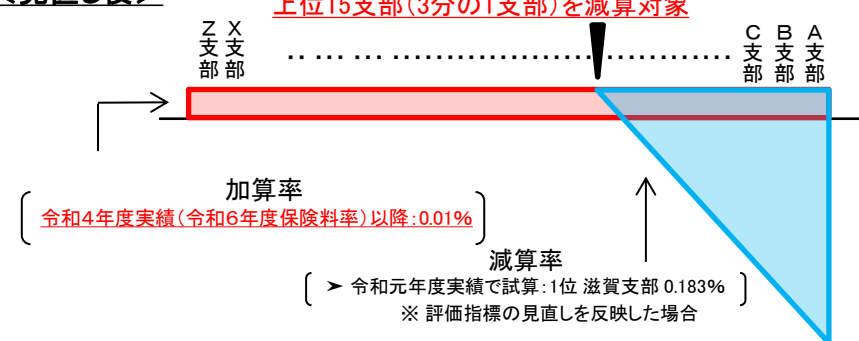 ＜見直し後＞
上位15支部（3分の1支部）を減算対象
Z支部
X支部
C支部
B支部
A支部
加算率
令和4年度実績（令和6年度保険料率）以降：0.01%
減算率
➤ 令和元年度実績で試算：1位 滋賀支部 0.183%
※ 評価指標の見直しを反映した場合